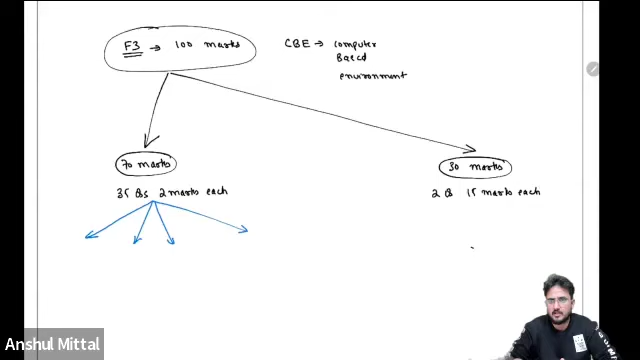 F3 → 100 marks
CBE → Computer
Based
environment
70 marks
30 marks
35 Qs 2 marks each
2 Q 15 marks each
Anshul Mittal